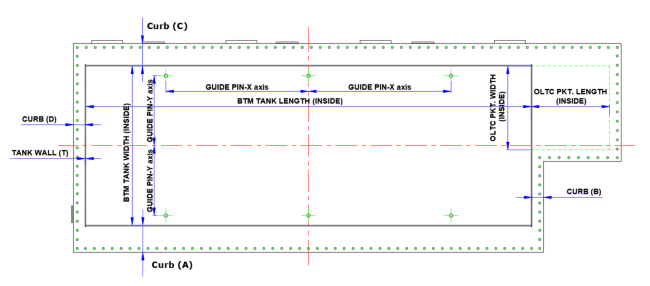 Curb (C)
GUIDE PIN-X axis
GUIDE PIN-X axis
BTM TANK LENGTH (INSIDE)
OLTC PKT. LENGTH
(INSIDE)
OLTC PKT. WIDTH
(INSIDE)
GUIDE PIN-Y axis
BTM TANK WIDTH (INSIDE)
GUIDE PIN-Y axis
CURB (D)
TANK WALL (T)
CURB (B)
Curb (A)